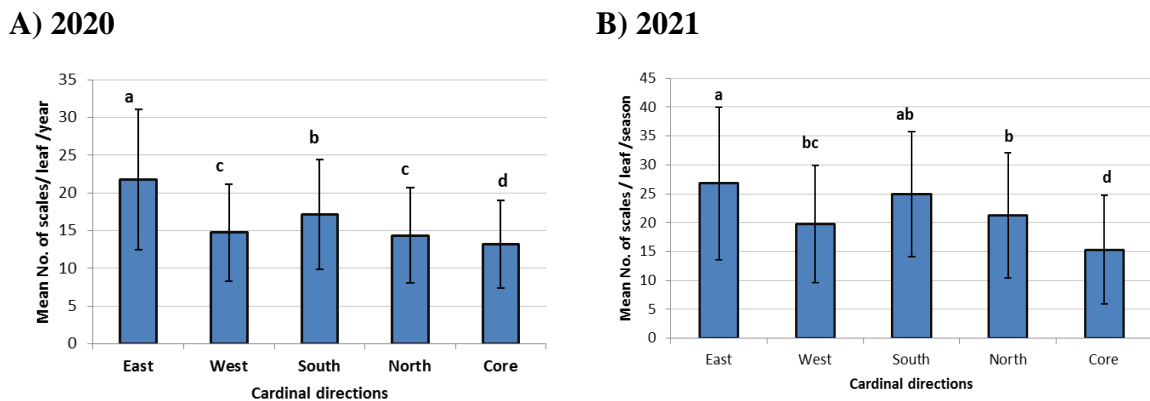 A) 2020
Mean No. of scales/ leaf /year
35
30
25
20
15
10
5
0
a
c
b
c
d
East West South North Core
Cardinal directions
B) 2021
Mean No. of scales / leaf /season
45
40
35
30
25
20
15
10
5
0
a
bc
ab
b
d
East West South North Core
Cardinal directions